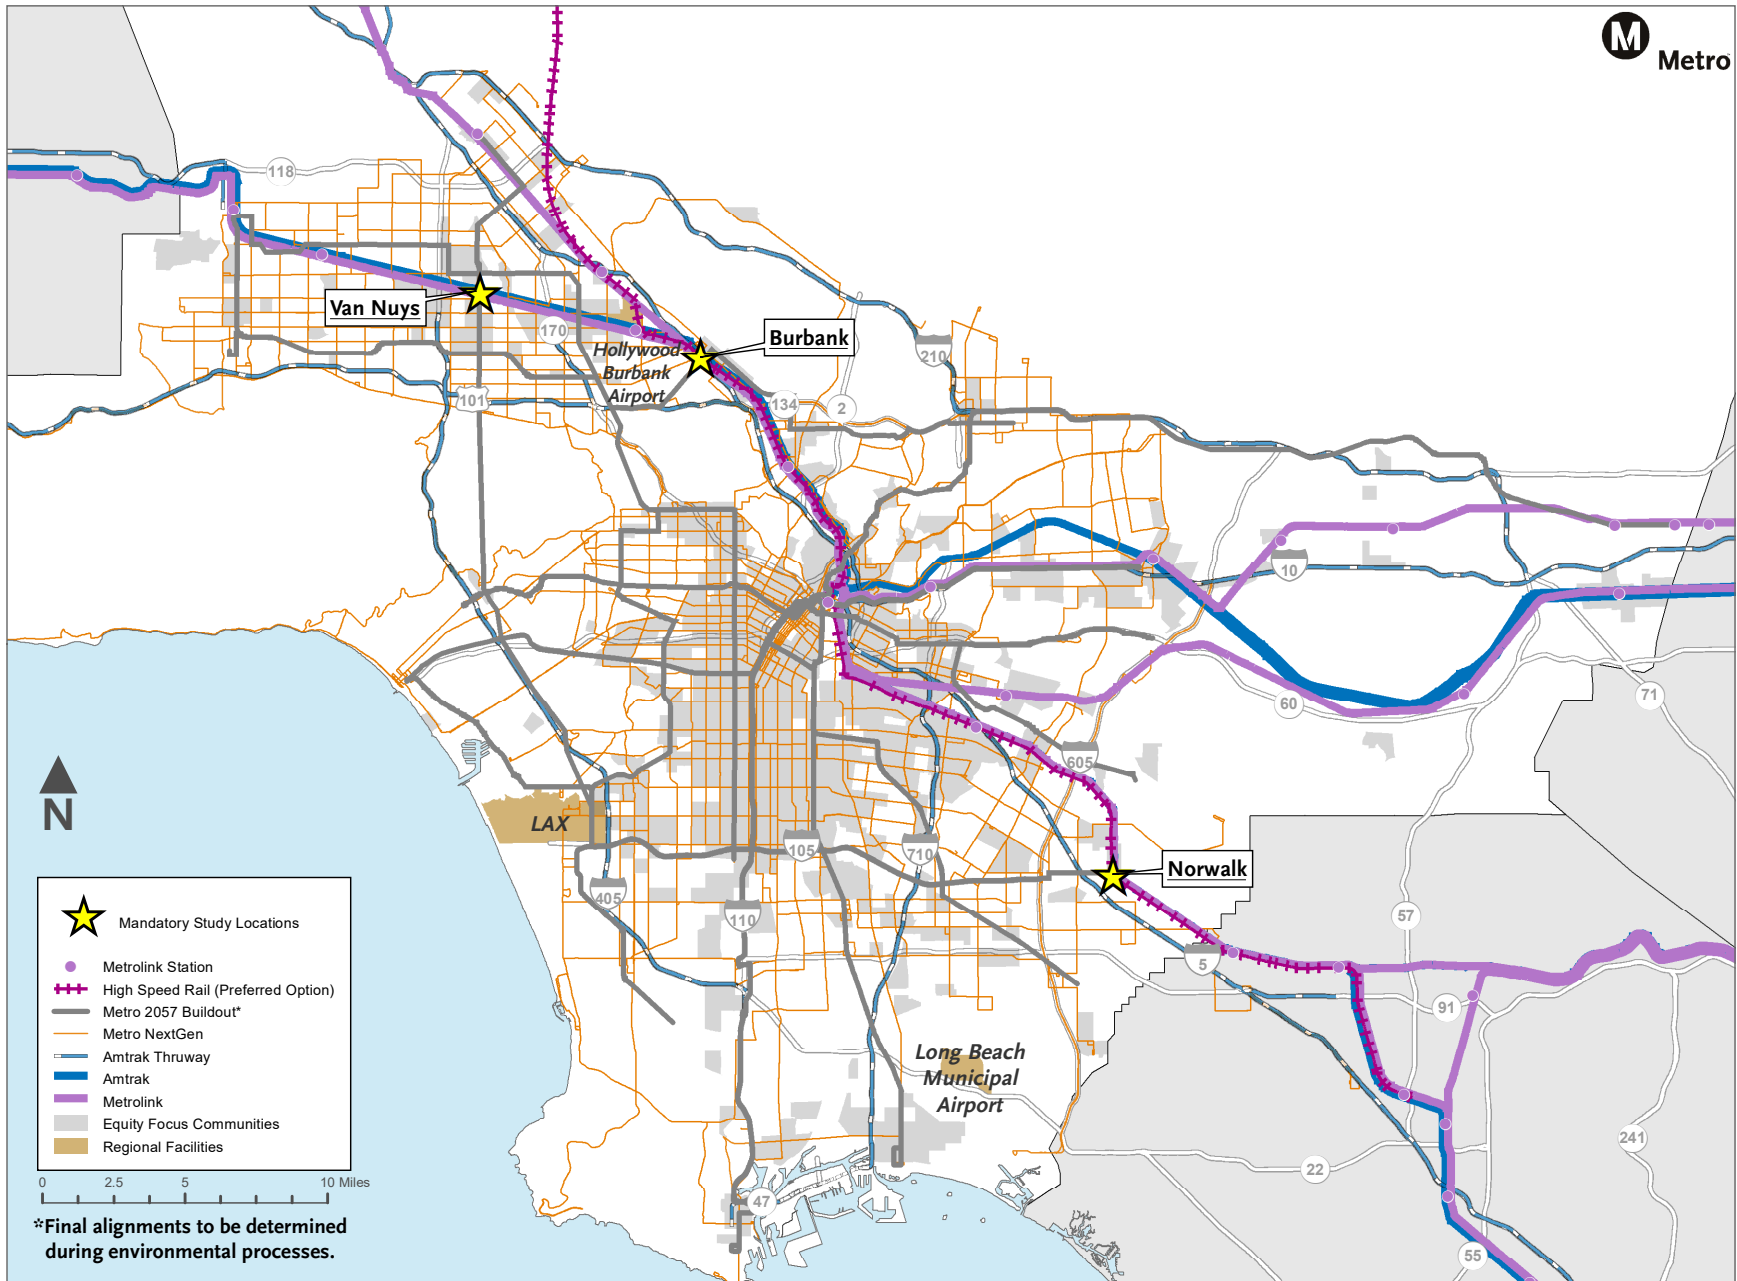 M
Metro
118
Van Nuys
170
Burbank
Hollywood
Burbank
Airport
210
101
134
2
10
60
71
605
LAX
105
710
Norwalk
405
110
57
5
91
Long Beach
Municipal
Airport
241
22
47
55
N
Mandatory Study Locations
Metrolink Station
High Speed Rail (Preferred Option)
Metro 2057 Buildout*
Metro NextGen
Amtrak Thruway
Amtrak
Metrolink
Equity Focus Communities
Regional Facilities
0 2.5 5 10 Miles
*Final alignments to be determined
during environmental processes.